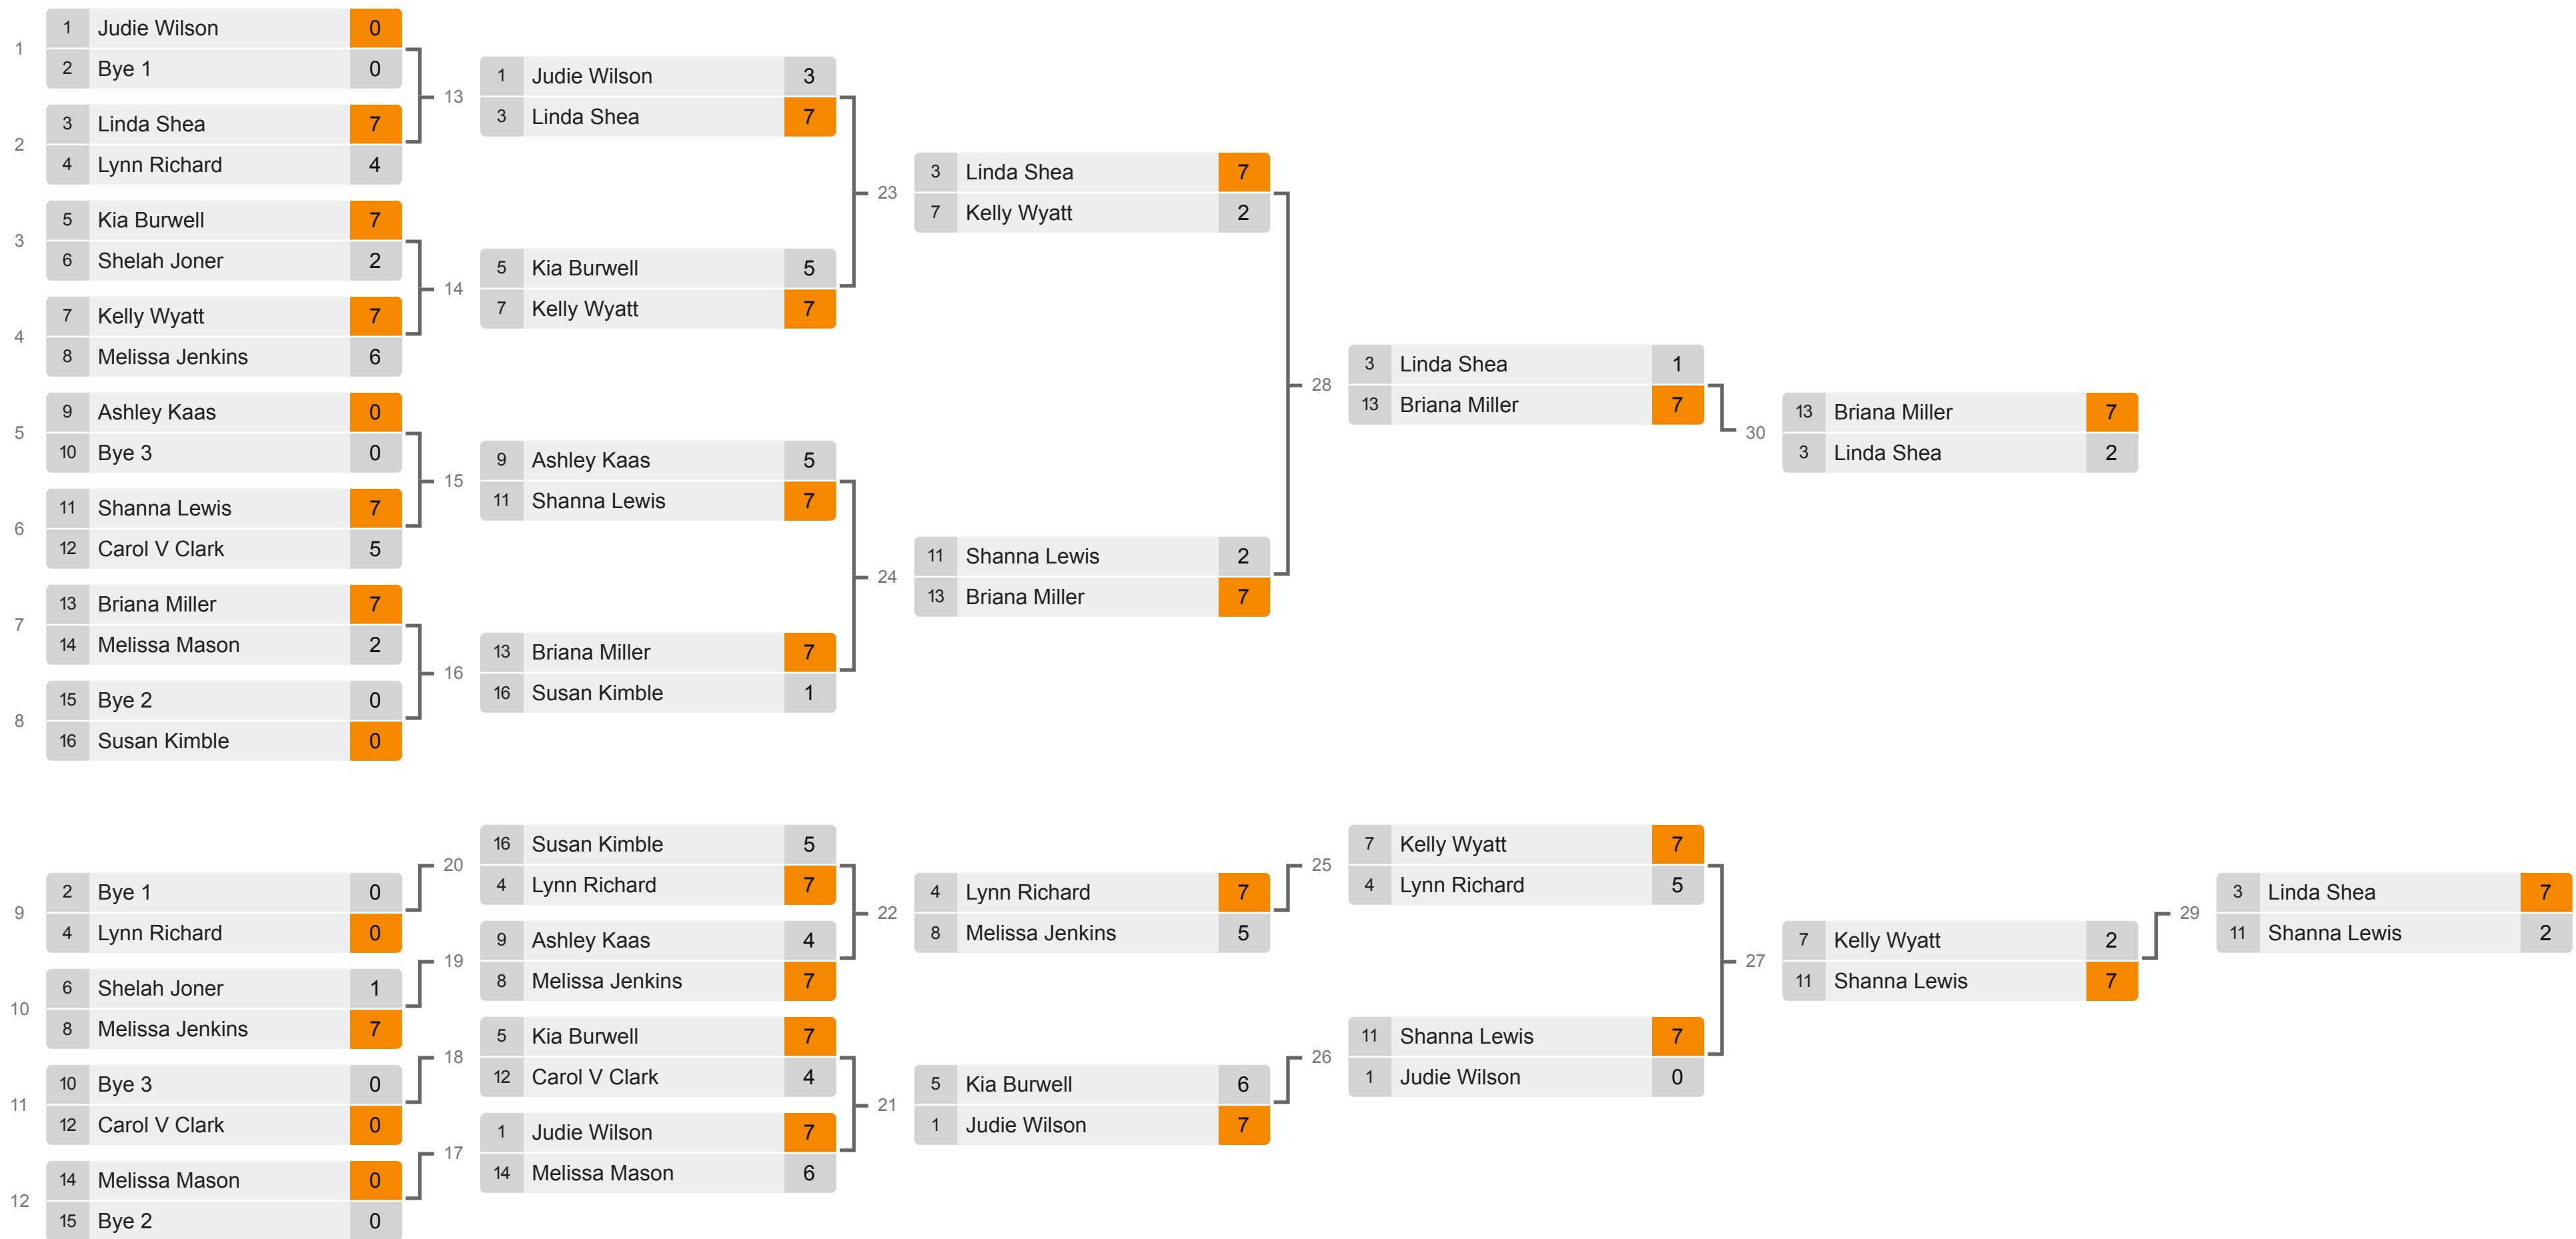 1 Judie Wilson 0
1
2 Bye 1 0
3 Linda Shea 7
2
4 Lynn Richard 4
5 Kia Burwell 7
3
6 Shelah Joner 2
7 Kelly Wyatt 7
4
8 Melissa Jenkins 6
9 Ashley Kaas 0
5
10 Bye 3 0
11 Shanna Lewis 7
6
12 Carol V Clark 5
13 Briana Miller 7
7
14 Melissa Mason 2
15 Bye 2 0
8
16 Susan Kimble 0
1 Judie Wilson 3
13
3 Linda Shea 7
5 Kia Burwell 5
14
7 Kelly Wyatt 7
9 Ashley Kaas 5
15
11 Shanna Lewis 7
13 Briana Miller 7
16
16 Susan Kimble 1
3 Linda Shea 7
23
7 Kelly Wyatt 2
11 Shanna Lewis 2
24
13 Briana Miller 7
3 Linda Shea 1
28
13 Briana Miller 7
13 Briana Miller 7
30
3 Linda Shea 2
2 Bye 1 0
9
4 Lynn Richard 0
6 Shelah Joner 1
10
8 Melissa Jenkins 7
10 Bye 3 0
11
12 Carol V Clark 0
14 Melissa Mason 0
12
15 Bye 2 0
16 Susan Kimble 5
20
4 Lynn Richard 7
9 Ashley Kaas 4
19
8 Melissa Jenkins 7
5 Kia Burwell 7
18
12 Carol V Clark 4
1 Judie Wilson 7
17
14 Melissa Mason 6
4 Lynn Richard 7
22
8 Melissa Jenkins 5
5 Kia Burwell 6
21
1 Judie Wilson 7
7 Kelly Wyatt 7
25
4 Lynn Richard 5
11 Shanna Lewis 7
26
1 Judie Wilson 0
7 Kelly Wyatt 2
27
11 Shanna Lewis 7
3 Linda Shea 7
29
11 Shanna Lewis 2